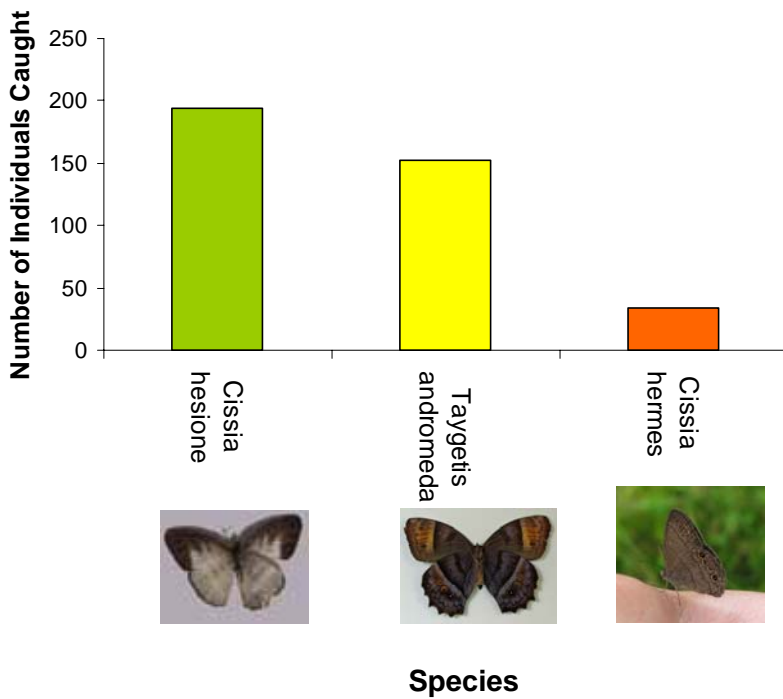 Number of Individuals Caught
250
200
150
100
50
0
Cissia
hesione
Taygetis
andromeda
Cissia
hermes
Species